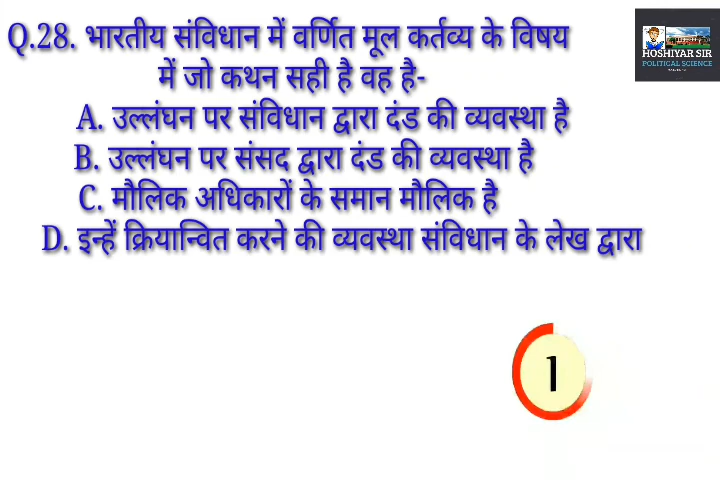 Q.28. भारतीय संविधान में वर्णित मूल कर्तव्य के विषय
में जो कथन सही है वह है-
A. उल्लंघन पर संविधान द्वारा दंड की व्यवस्था है
B. उल्लंघन पर संसद द्वारा दंड की व्यवस्था है
C. मौलिक अधिकारों के समान मौलिक है
D. इन्हें क्रियान्वित करने की व्यवस्था संविधान के लेख द्वारा
HOSHIYAR SIR
POLITICAL SCIENCE
1